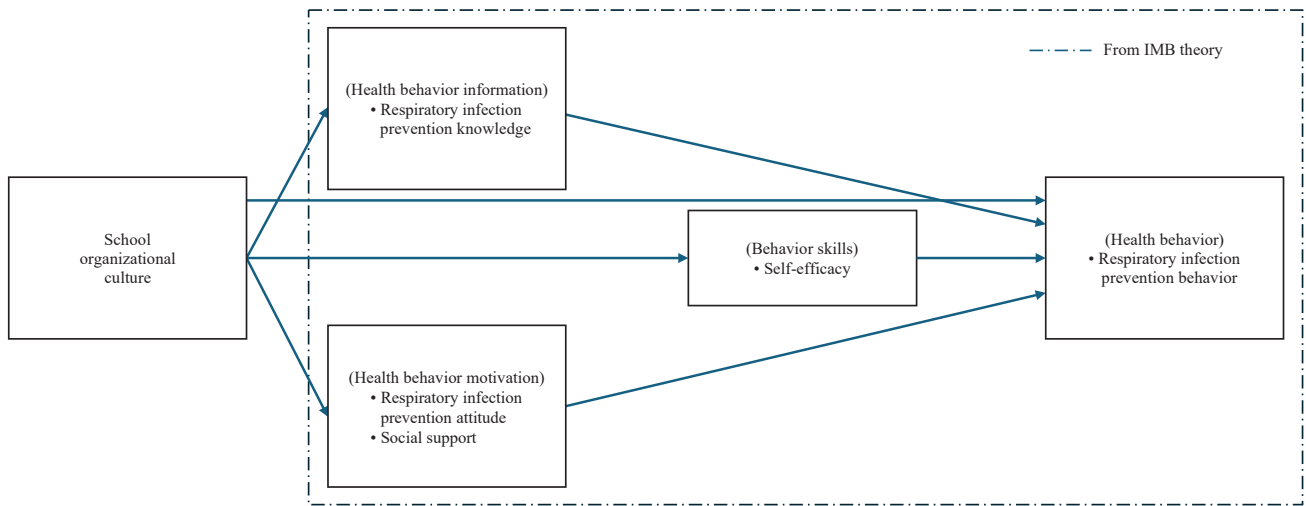 From IMB theory
(Health behavior information)
• Respiratory infection
prevention knowledge
School
organizational
culture
(Behavior skills)
• Self-efficacy
(Health behavior)
• Respiratory infection
prevention behavior
(Health behavior motivation)
• Respiratory infection
prevention attitude
• Social support